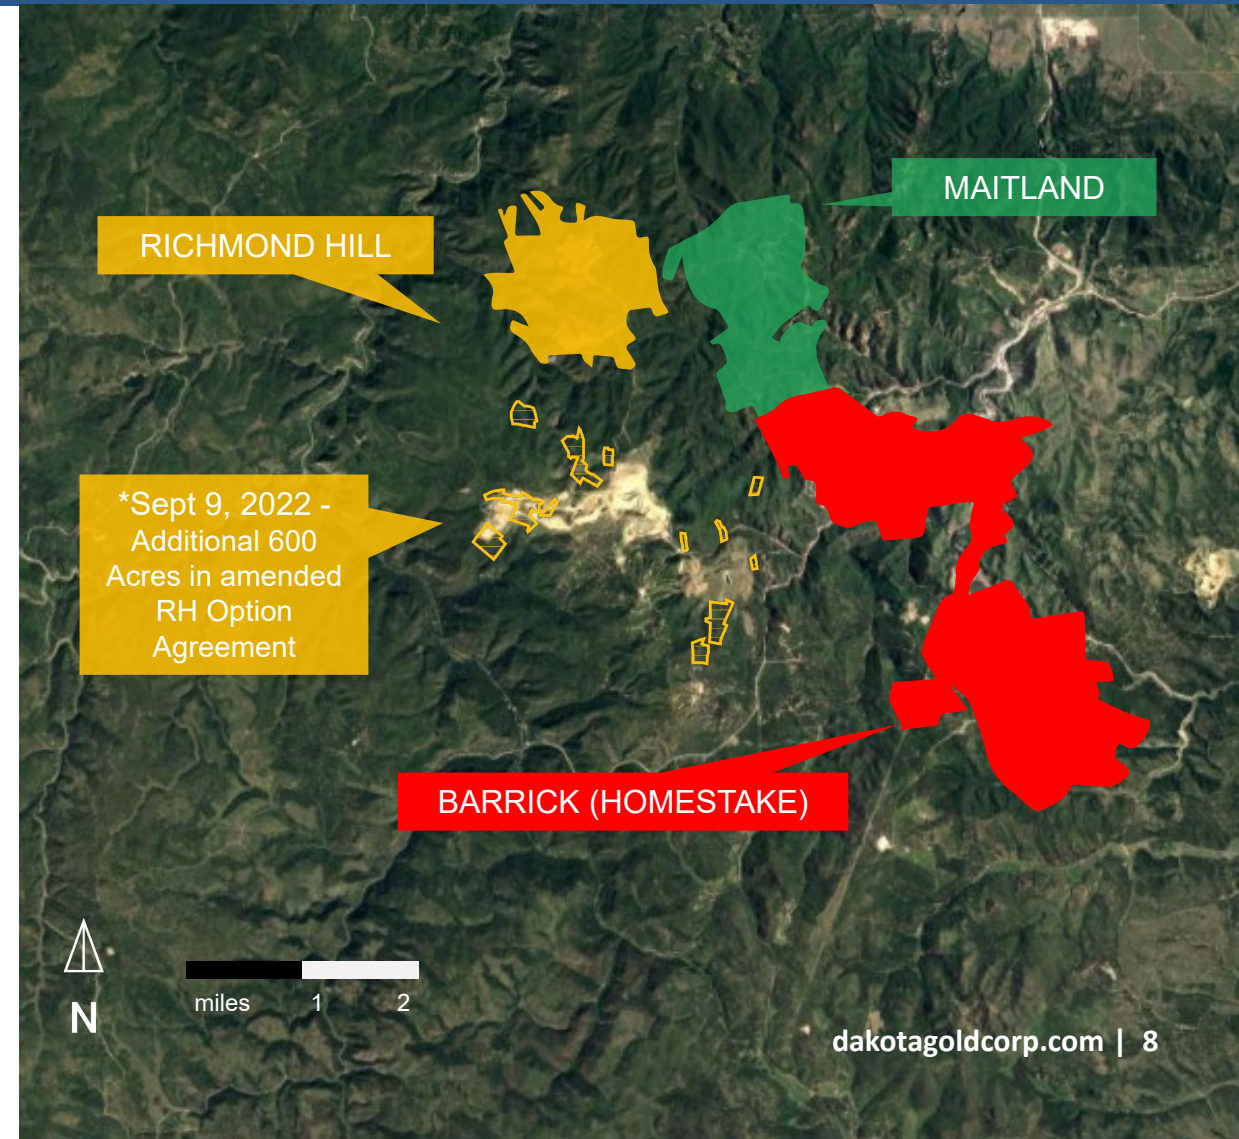 MAITLAND
RICHMOND HILL
*Sept 9, 2022 -
Additional 600
Acres in amended
RH Option
Agreement
BARRICK (HOMESTAKE)
N
miles 1 2
dakotagoldcorp.com | 8